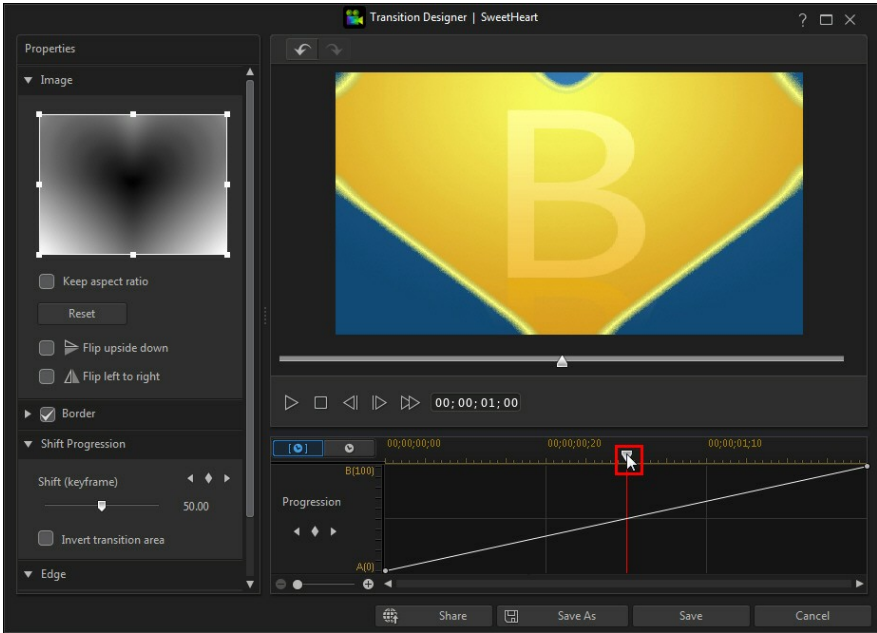 Transition Designer | SweetHeart
?
Properties
Image
Keep aspect ratio
Reset
Flip upside down
Flip left to right
Border
Shift Progression
Shift (keyframe)
50.00
Invert transition area
Edge
B
B
00;00;01;00
00;00;00;00
00;00;00;20
00;00;01;10
B(100)
Progression
A(0)
Share
Save As
Save
Cancel